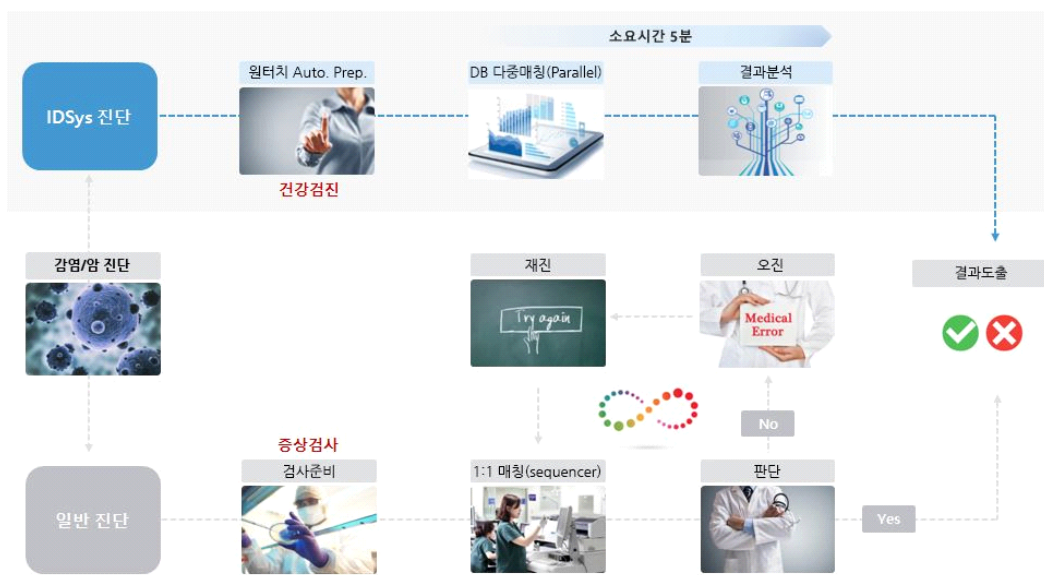 소요시간 5분
원터치 Auto. Prep.
DB 다중매칭(Parallel)
결과분석
IDSys 진단
건강검진
감염/암 진단
재진
오진
결과도출
Try again
Medical
Error
No
증상검사
검사준비
1:1 매칭(sequencer)
판단
일반 진단
Yes